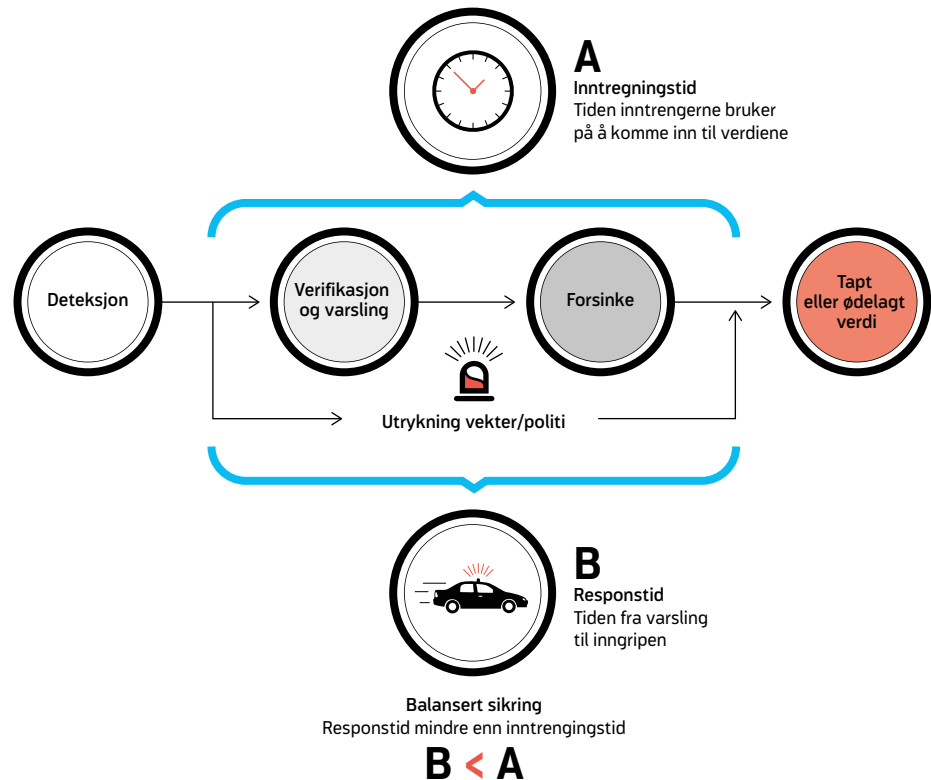 A
Inntregningstid
Tiden inntrengerne bruker
på å komme inn til verdiene
Deteksjon
Verifikasjon
og varsling
Forsinke
Tapt
eller ødelagt
verdi
Utrykning vekter/politi
B
Responstid
Tiden fra varsling
til inngripen
Balansert sikring
Responstid mindre enn inntrengingstid
B < A